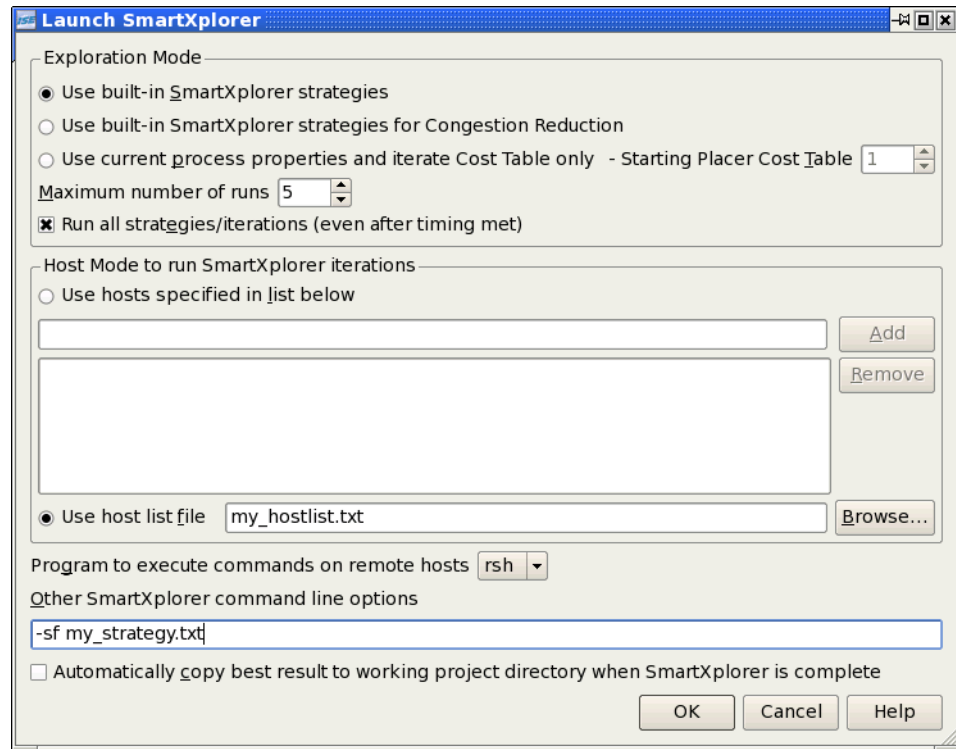 ISE Launch SmartXplorer
Exploration Mode
Use built-in SmartXplorer strategies
Use built-in SmartXplorer strategies for Congestion Reduction
Use current process properties and iterate Cost Table only - Starting Placer Cost Table 1
Maximum number of runs 5
Run all strategies/iterations (even after timing met)
Host Mode to run SmartXplorer iterations
Use hosts specified in list below
Add
Remove
Use host list file my_hostlist.txt Browse...
Program to execute commands on remote hosts rsh
Other SmartXplorer command line options
-sf my_strategy.txt
Automatically copy best result to working project directory when SmartXplorer is complete
OK Cancel Help